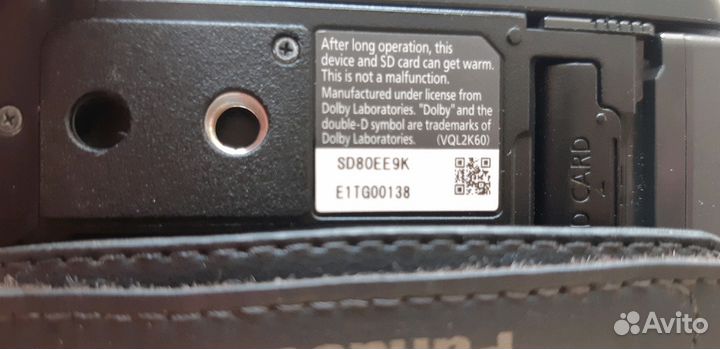 After long operation, this
device and SD card can get warm.
This is not a malfunction.
Manufactured under license from
Dolby Laboratories. "Dolby" and the
double-D symbol are trademarks of
Dolby Laboratories. (VQL2K60)
SD80EE9K
E1TG00138
CARD
Avito